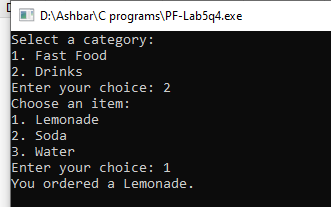 D:\Ashbar\C programs\PF-Lab5q4.exe
Select a category:
1. Fast Food
2. Drinks
Enter your choice: 2
Choose an item:
1. Lemonade
2. Soda
3. Water
Enter your choice: 1
You ordered a Lemonade.